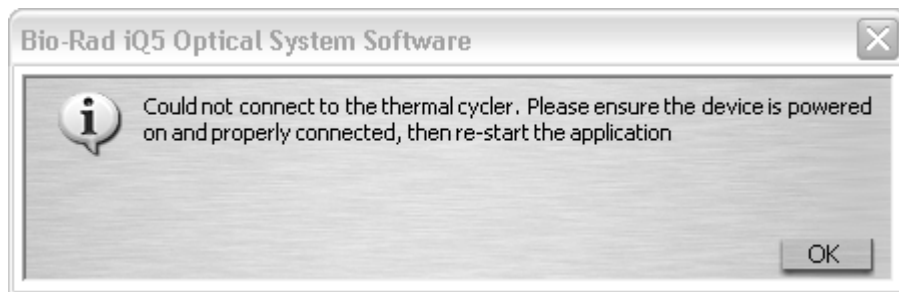 Bio-Rad iQ5 Optical System Software
Could not connect to the thermal cycler. Please ensure the device is powered
on and properly connected, then re-start the application
OK